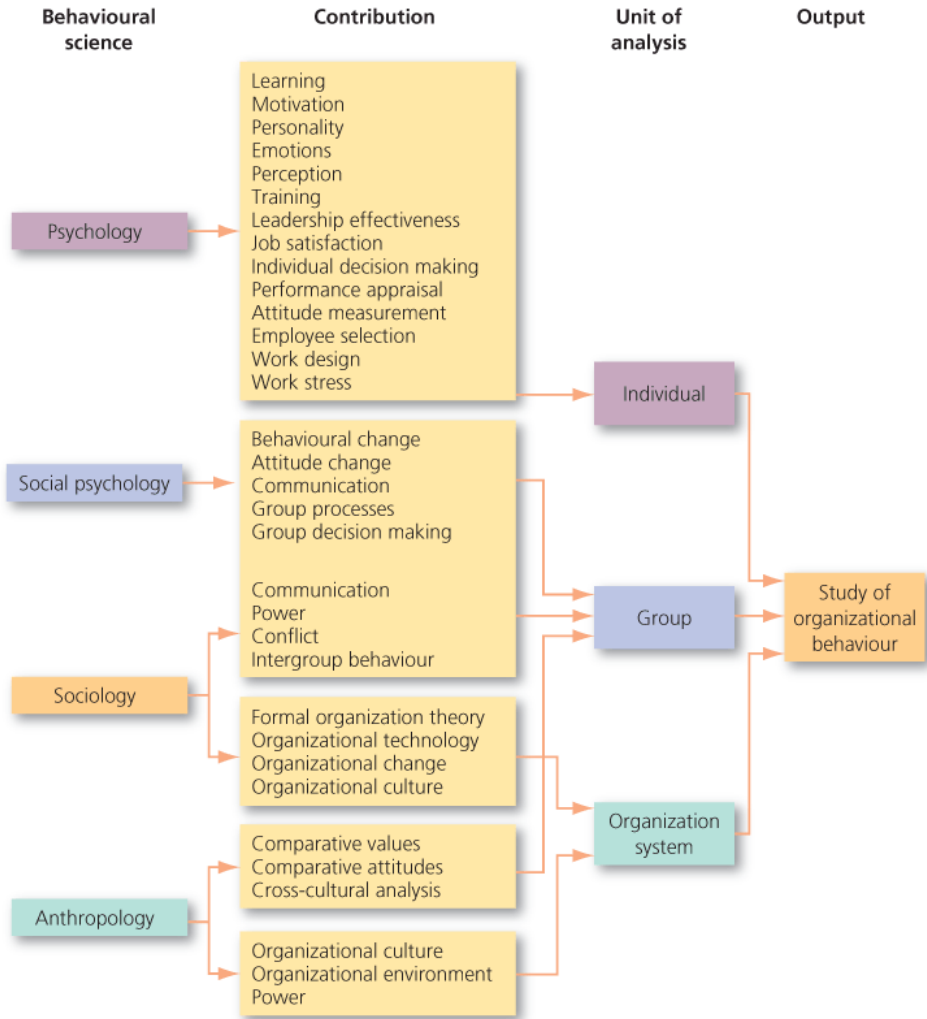 Behavioural
science
Contribution
Unit of
analysis
Output
Psychology
Learning
Motivation
Personality
Emotions
Perception
Training
Leadership effectiveness
Job satisfaction
Individual decision making
Performance appraisal
Attitude measurement
Employee selection
Work design
Work stress
Individual
Social psychology
Behavioural change
Attitude change
Communication
Group processes
Group decision making
Communication
Power
Conflict
Intergroup behaviour
Group
Study of
organizational
behaviour
Sociology
Formal organization theory
Organizational technology
Organizational change
Organizational culture
Organization
system
Anthropology
Comparative values
Comparative attitudes
Cross-cultural analysis
Organizational culture
Organizational environment
Power